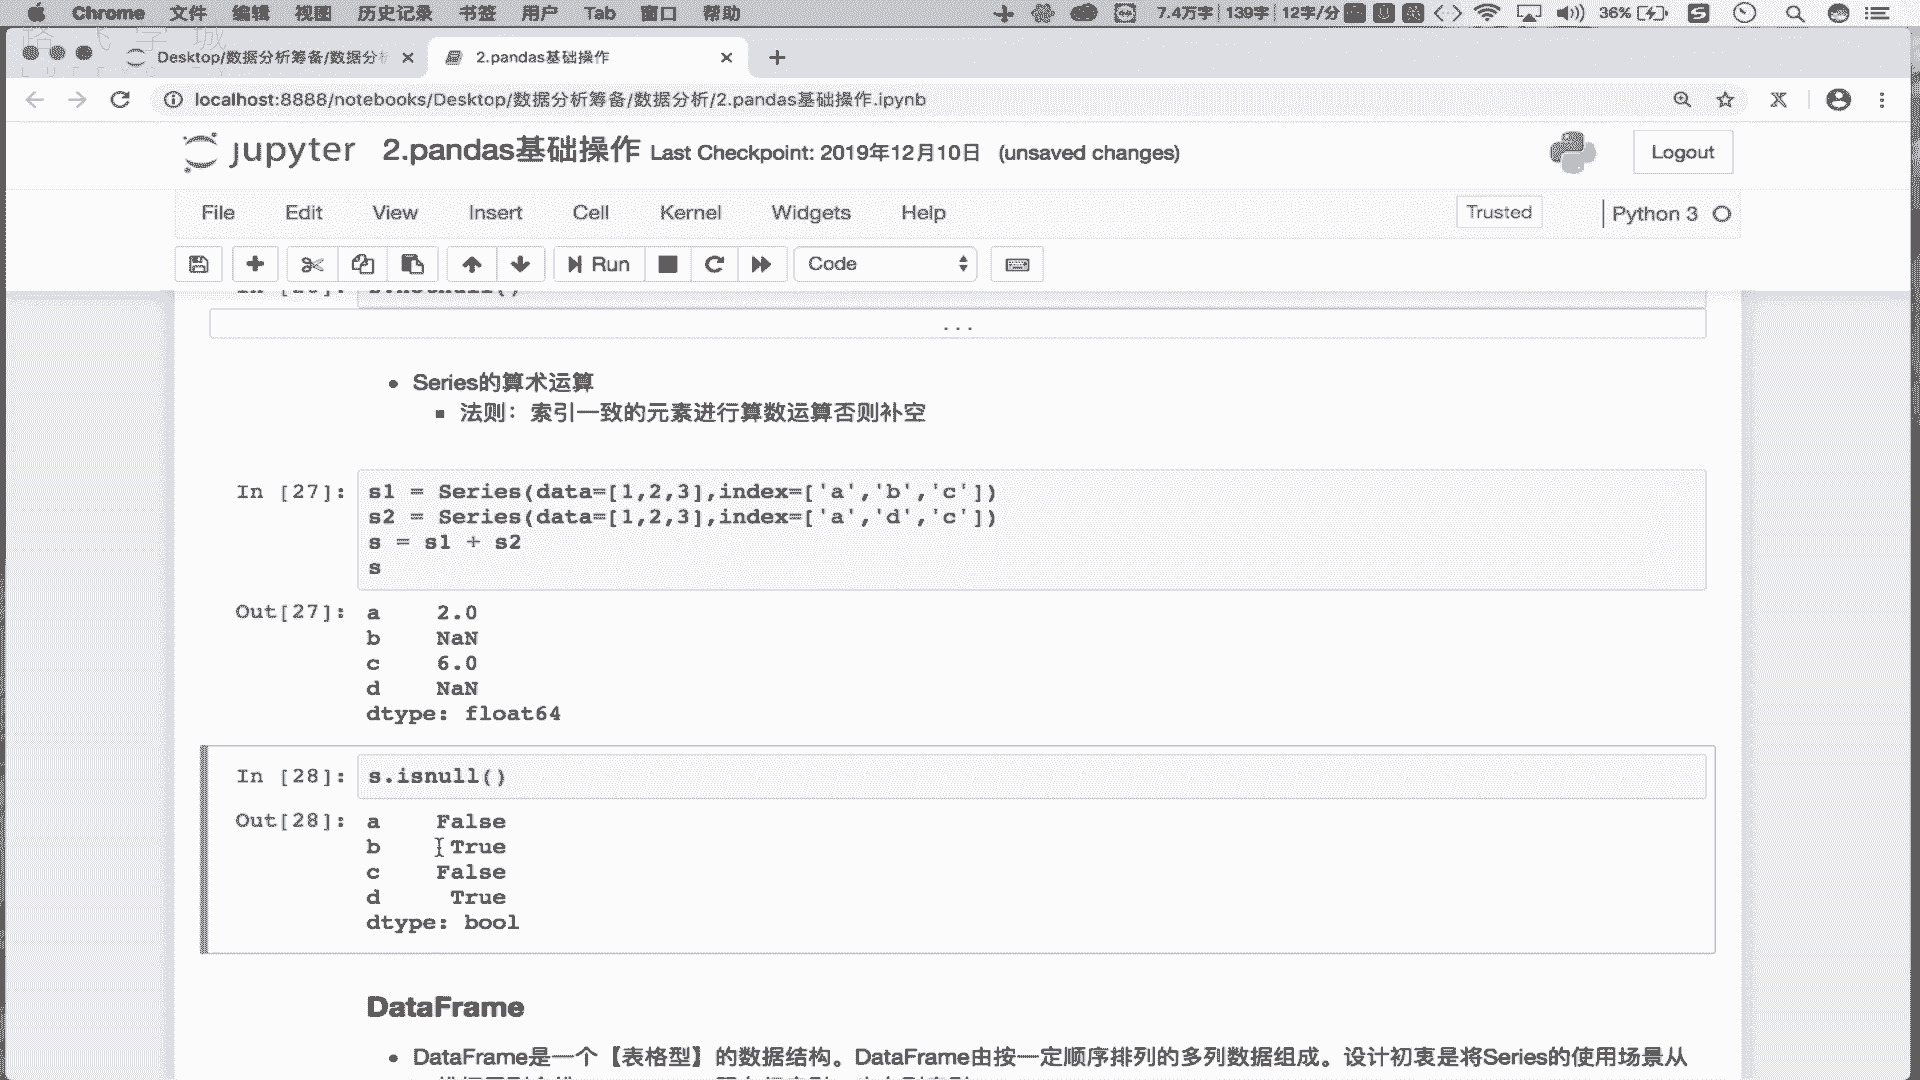 Chrome 文件 编辑 视图 历史记录 书签 用户 Tab 窗口 帮助 7.4万字 139字 12字/分 36%
Desktop/数据分析筹备/数据分析 2.pandas基础操作
localhost:8888/notebooks/Desktop/数据分析筹备/数据分析/2.pandas基础操作.ipynb
jupyter 2.pandas基础操作 Last Checkpoint: 2019年12月10日 (unsaved changes) Logout
File Edit View Insert Cell Kernel Widgets Help Trusted Python 3
Run Code
...
Series的算术运算
法则：索引一致的元素进行算数运算否则补空
In [27]: s1 = Series(data=[1,2,3],index=['a','b','c'])
s2 = Series(data=[1,2,3],index=['a','d','c'])
s = s1 + s2
s
Out[27]: a 2.0
b NaN
c 6.0
d NaN
dtype: float64
In [28]: s.isnull()
Out[28]: a False
b True
c False
d True
dtype: bool
DataFrame
DataFrame是一个【表格型】的数据结构。DataFrame由按一定顺序排列的多列数据组成。设计初衷是将Series的使用场景从